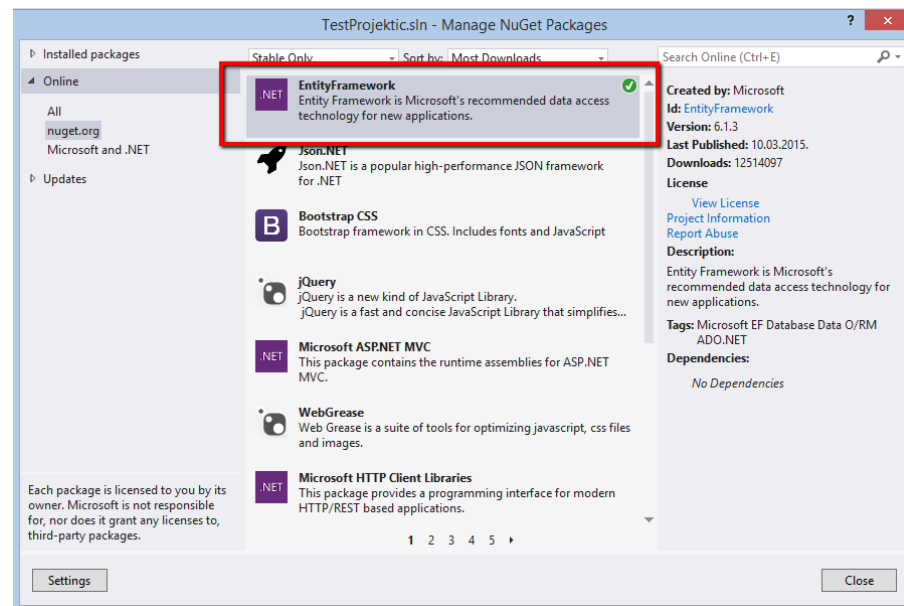 TestProjektic.sln - Manage NuGet Packages
?
Installed packages
Online
All
nuget.org
Microsoft and .NET
Updates
Each package is licensed to you by its
owner. Microsoft is not responsible
for, nor does it grant any licenses to,
third-party packages.
Settings
Stable Only
Sort by: Most Downloads
.NET
EntityFramework
Entity Framework is Microsoft's recommended data access
technology for new applications.
Json.NET
Json.NET is a popular high-performance JSON framework
for .NET
B
Bootstrap CSS
Bootstrap framework in CSS. Includes fonts and JavaScript
jQuery
jQuery is a new kind of JavaScript Library.
jQuery is a fast and concise JavaScript Library that simplifies...
.NET
Microsoft ASP.NET MVC
This package contains the runtime assemblies for ASP.NET
MVC.
WebGrease
Web Grease is a suite of tools for optimizing javascript, css files
and images.
.NET
Microsoft HTTP Client Libraries
This package provides a programming interface for modern
HTTP/REST based applications.
1 2 3 4 5
Search Online (Ctrl+E)
Created by: Microsoft
Id: EntityFramework
Version: 6.1.3
Last Published: 10.03.2015.
Downloads: 12514097
License
View License
Project Information
Report Abuse
Description:
Entity Framework is Microsoft's
recommended data access technology for
new applications.
Tags: Microsoft EF Database Data O/RM
ADO.NET
Dependencies:
No Dependencies
Close